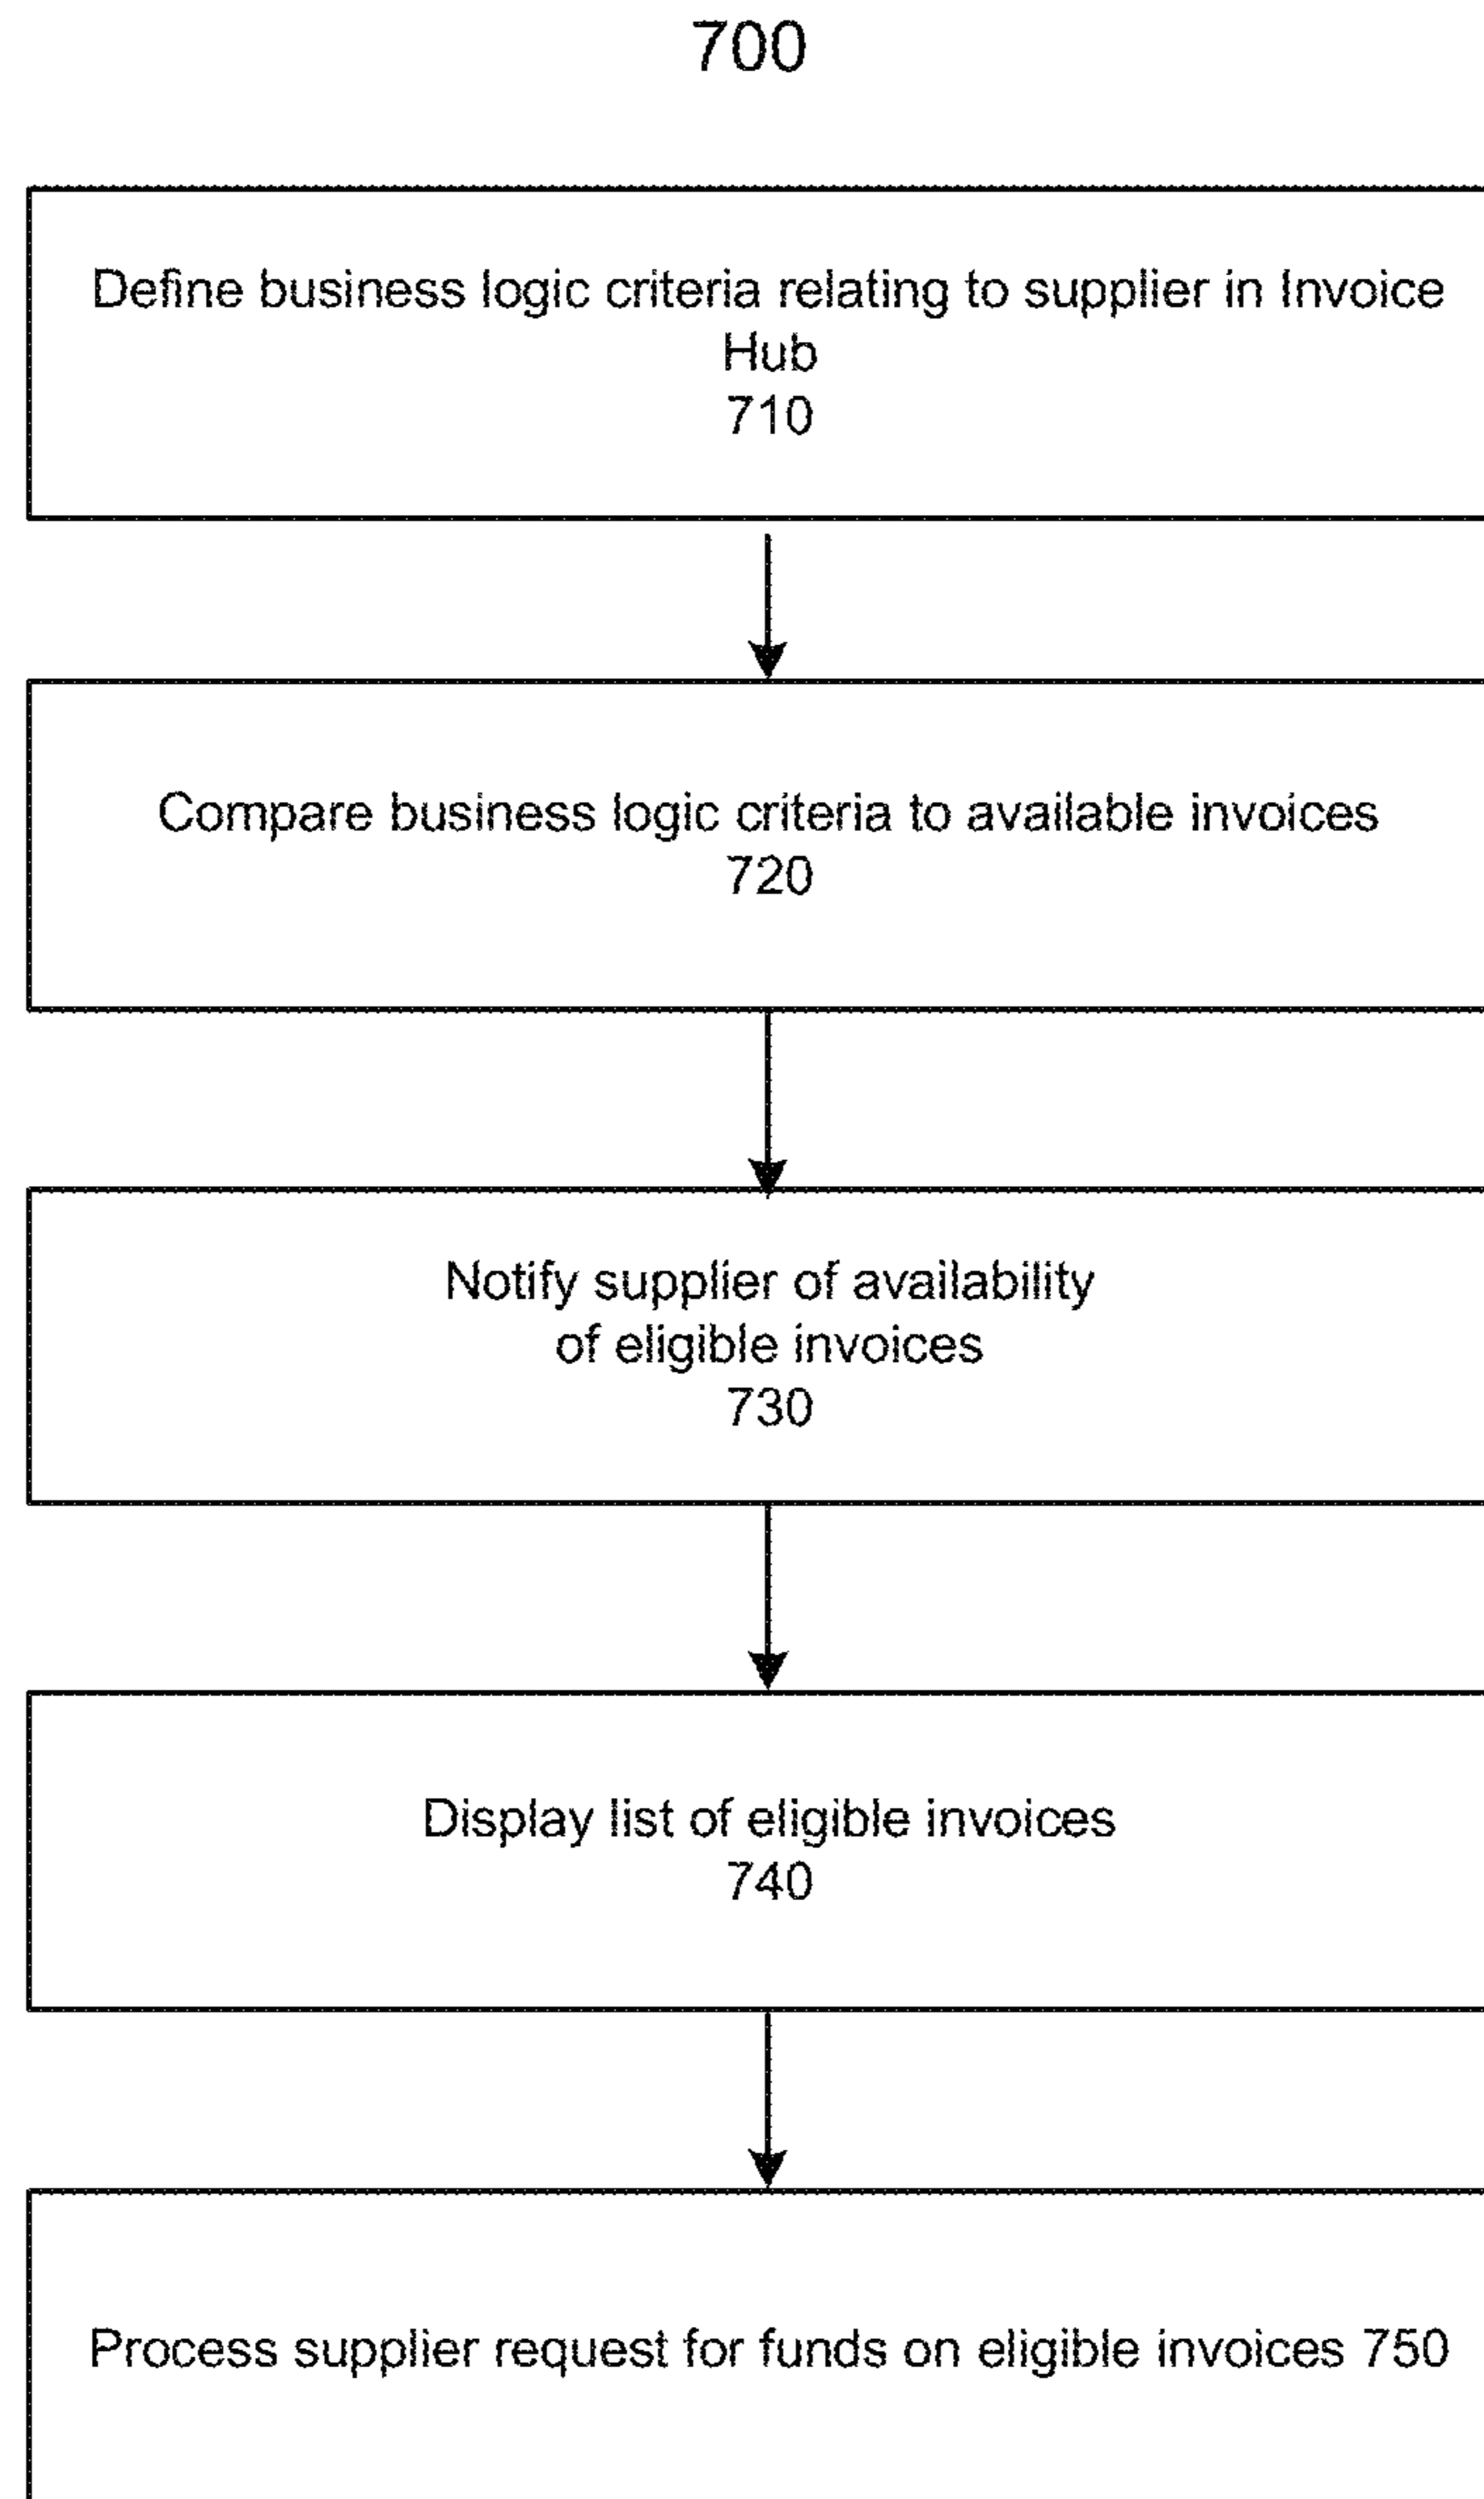 700
Define business logic criteria relating to supplier in Invoice
Hub
710
Compare business logic criteria to available invoices
720
Notify supplier of availability
of eligible invoices
730
Display list of eligible invoices
740
Process supplier request for funds on eligible invoices 750